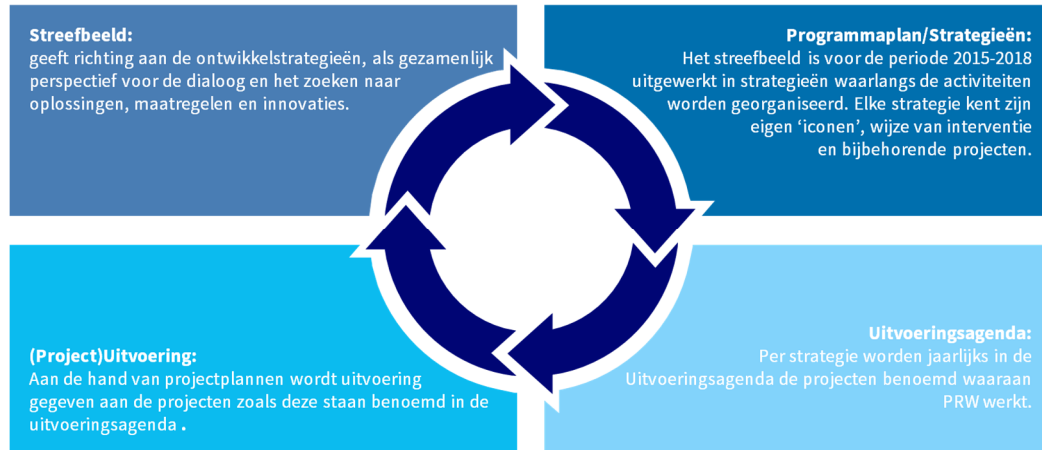 Streefbeeld:
geeft richting aan de ontwikkelstrategieën, als gezamenlijk
perspectief voor de dialoog en het zoeken naar
oplossingen, maatregelen en innovaties.
Programmaplan/Strategieën:
Het streefbeeld is voor de periode 2015-2018
uitgewerkt in strategieën waarlangs de activiteiten
worden georganiseerd. Elke strategie kent zijn
eigen ‘iconen’, wijze van interventie
en bijbehorende projecten.
(Project)Uitvoering:
Aan de hand van projectplannen wordt uitvoering
gegeven aan de projecten zoals deze staan benoemd in de
uitvoeringsagenda .
Uitvoeringsagenda:
Per strategie worden jaarlijks in de
Uitvoeringsagenda de projecten benoemd waaraan
PRW werkt.